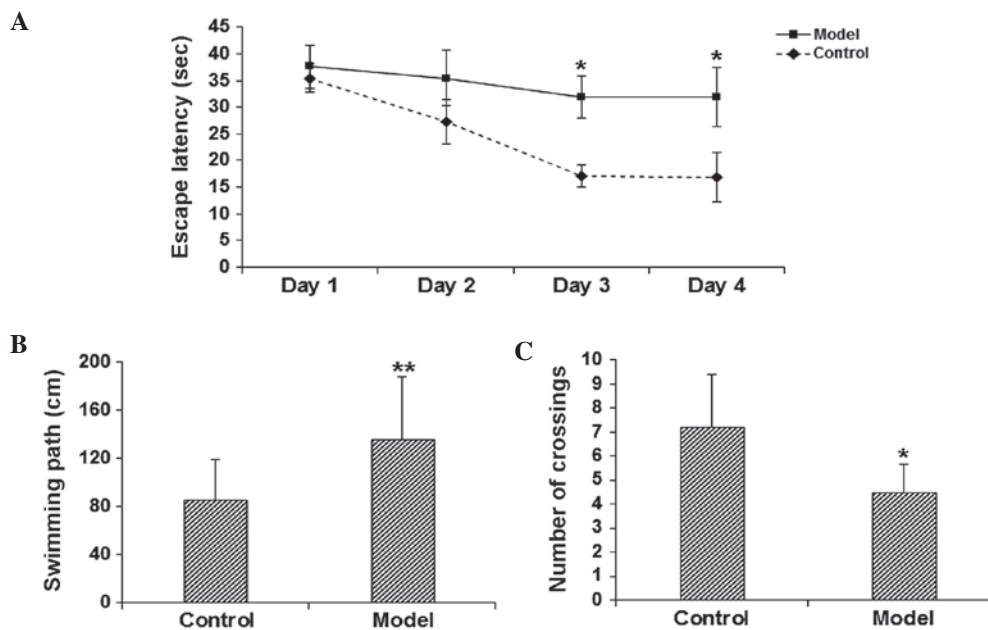 A
Model
Control
* *
Escape latency (sec)
45
40
35
30
25
20
15
10
5
0
Day 1 Day 2 Day 3 Day 4
B
Swimming path (cm)
200
160
120
80
40
0
**
Control Model
C
Number of crossings
10
9
8
7
6
5
4
3
2
1
0
*
Control Model